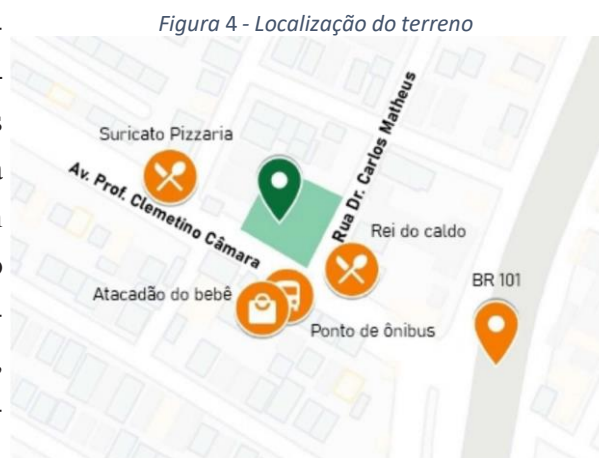 Figura 4 - Localização do terreno
Suricato Pizzaria
Rua Dr. Carlos Matheus
Av. Prof. Clemetino Câmara
Rei do caldo
BR 101
Atacadão do bebê
Ponto de ônibus